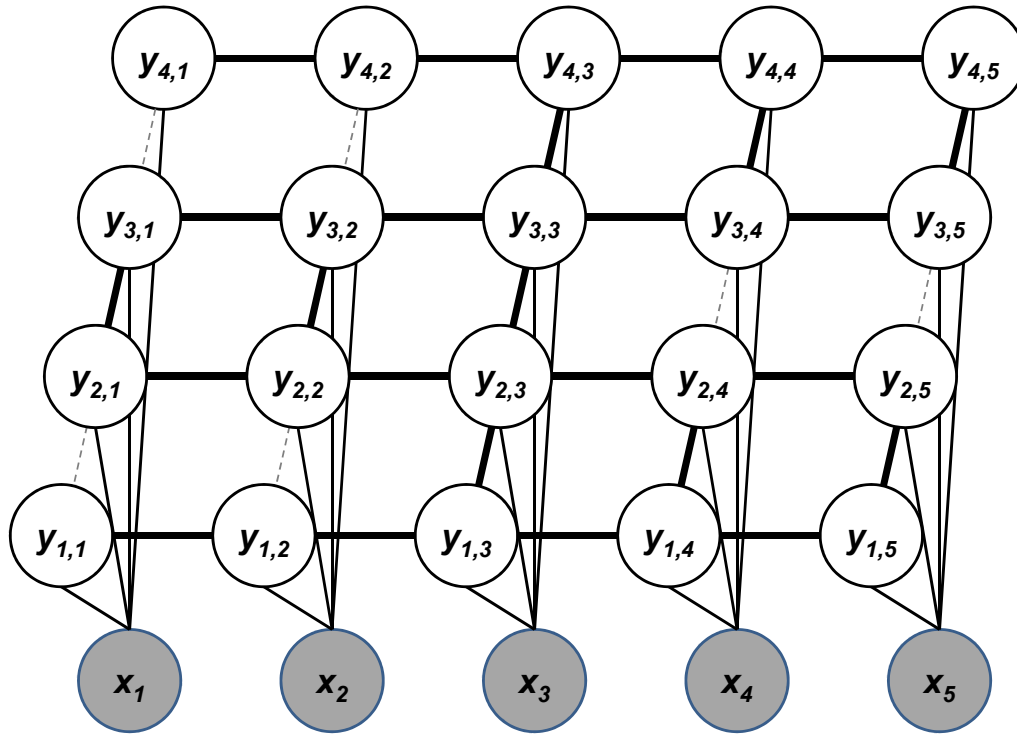 y4,1 y4,2 y4,3 y4,4 y4,5
y3,1 y3,2 y3,3 y3,4 y3,5
y2,1 y2,2 y2,3 y2,4 y2,5
y1,1 y1,2 y1,3 y1,4 y1,5
x1 x2 x3 x4 x5